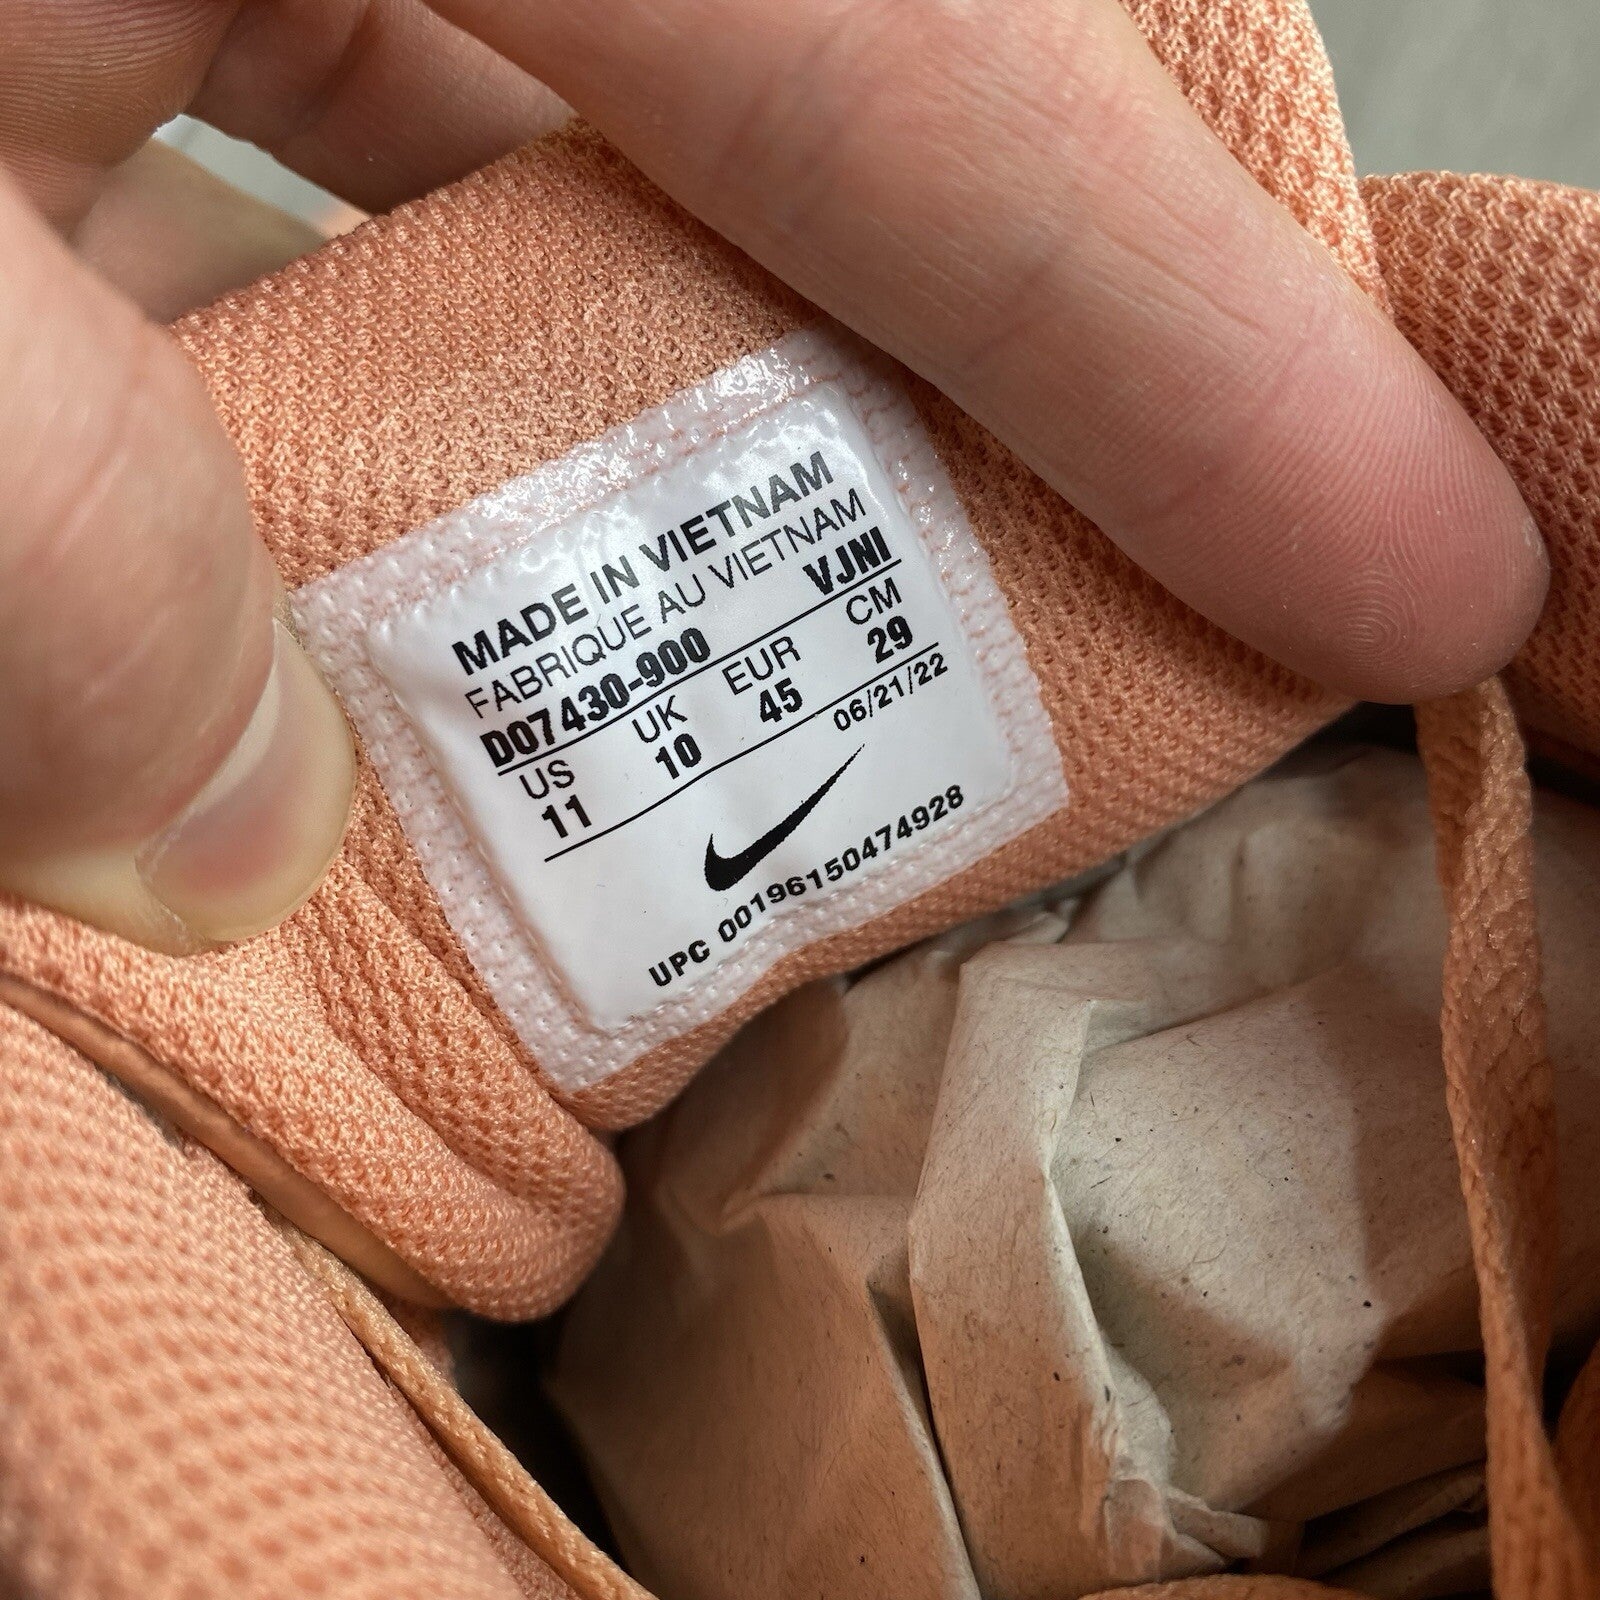 MADE IN VIETNAM
FABRIQUE AU VIETNAM
DO7430-900 VJNI
US UK EUR CM
11 10 45 29
06/21/22
UPC 00196150474928